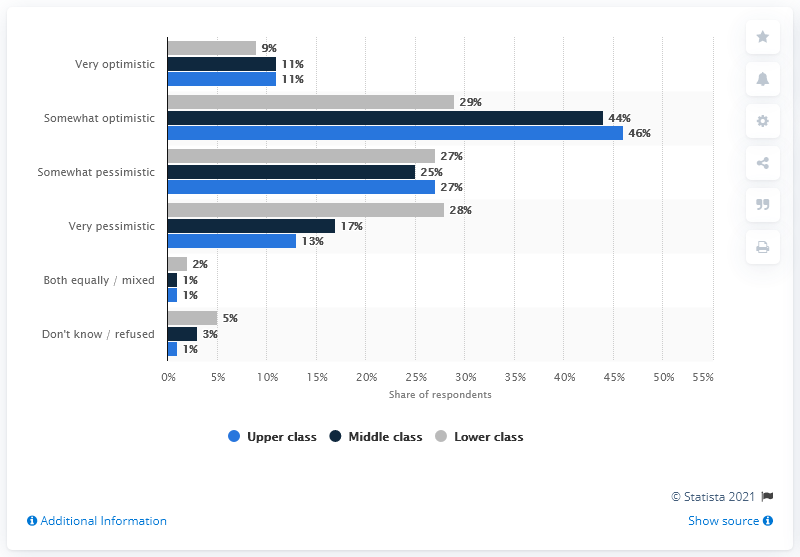 Very optimistic
9%
11%
11%
Somewhat optimistic
29%
44%
46%
Somewhat pessimistic
27%
25%
27%
Very pessimistic
28%
17%
13%
Both equally / mixed
2%
1%
1%
Don't know / refused
5%
3%
1%
0% 5% 10% 15% 20% 25% 30% 35% 40% 45% 50% 55%
Share of respondents
Upper class Middle class Lower class
© Statista 2021
Additional Information Show source